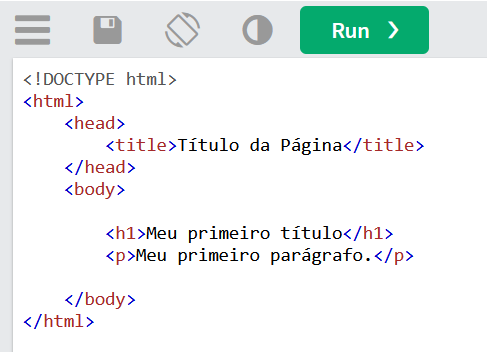 Run ❯
<!DOCTYPE html>
<html>
    <head>
        <title>Título da Página</title>
    </head>
    <body>
        <h1>Meu primeiro título</h1>
        <p>Meu primeiro parágrafo.</p>
    </body>
</html>